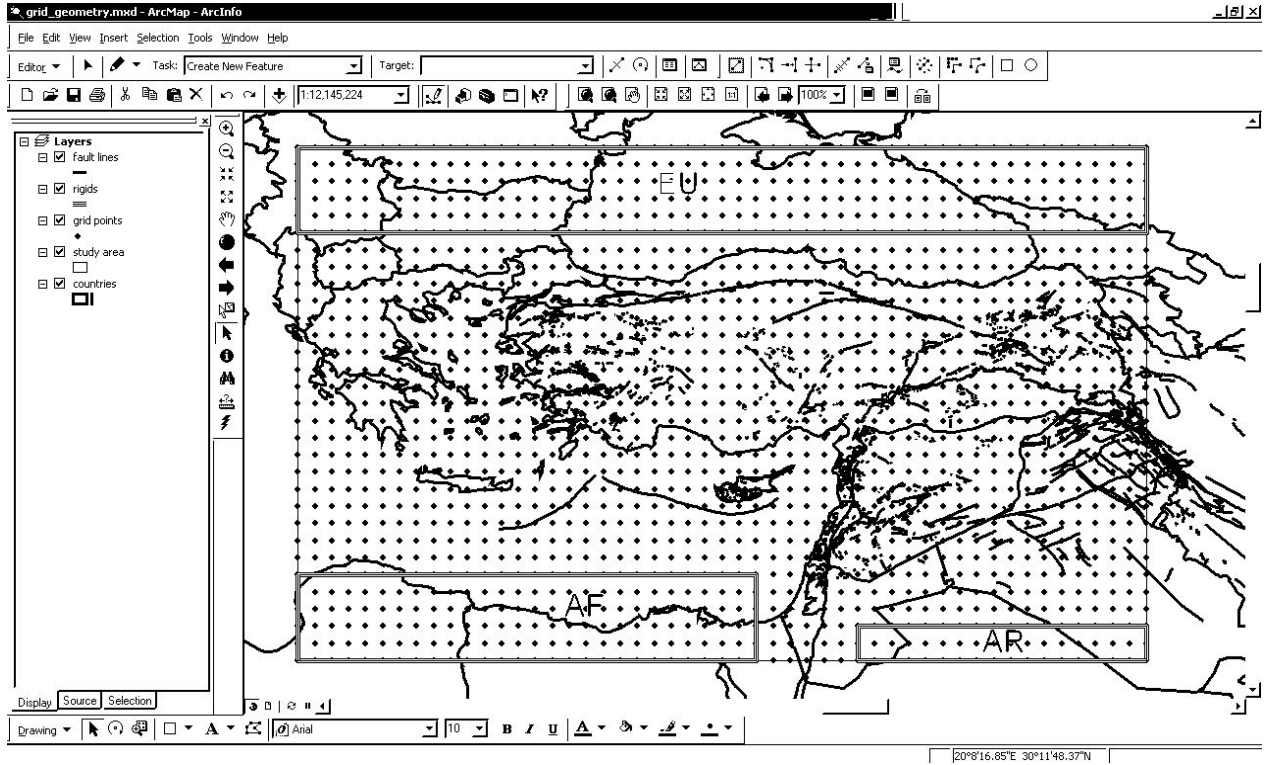 grid_geometry.mxd - ArcMap - ArcInfo
File Edit View Insert Selection Tools Window Help
Editor Task: Create New Feature Target:
1:12,145,224 100%
Layers
fault lines
rigids
grid points
study area
countries
EU
AF
AR
Display Source Selection
Drawing A Arial 10 B I U A
20°8'16.85"E 30°11'48.37"N